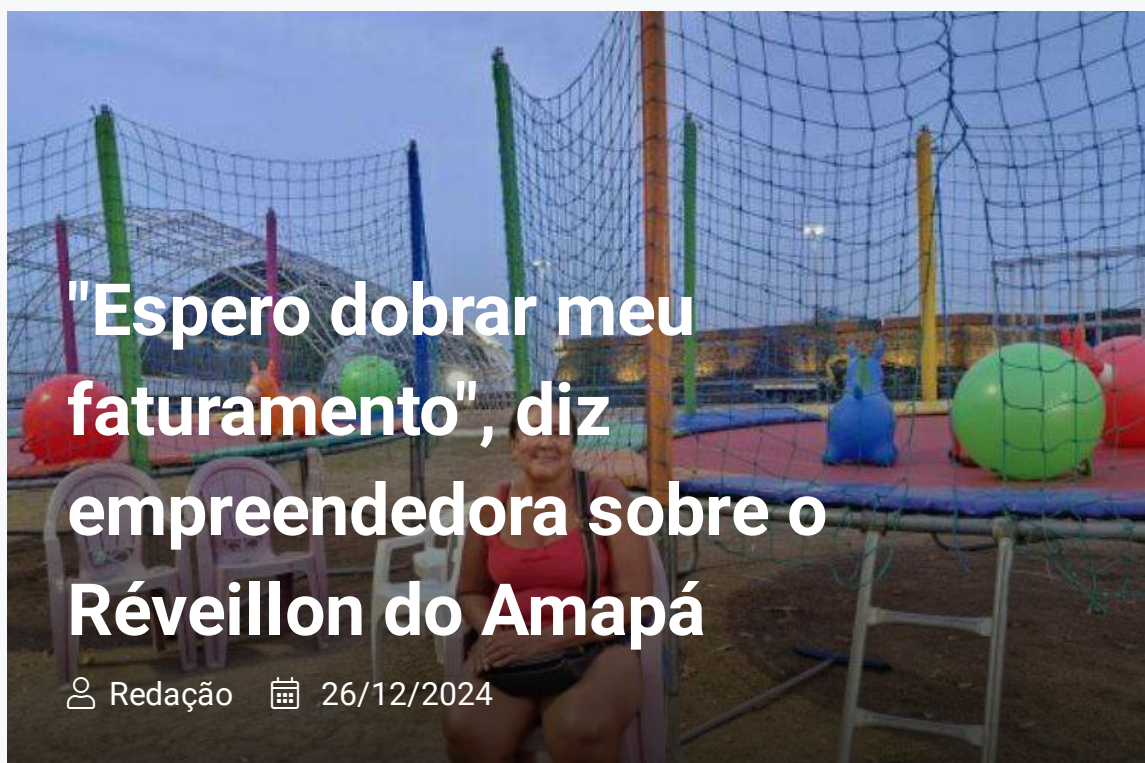 "Espero dobrar meu
faturamento", diz
empreendedora sobre o
Réveillon do Amapá
Redação 26/12/2024